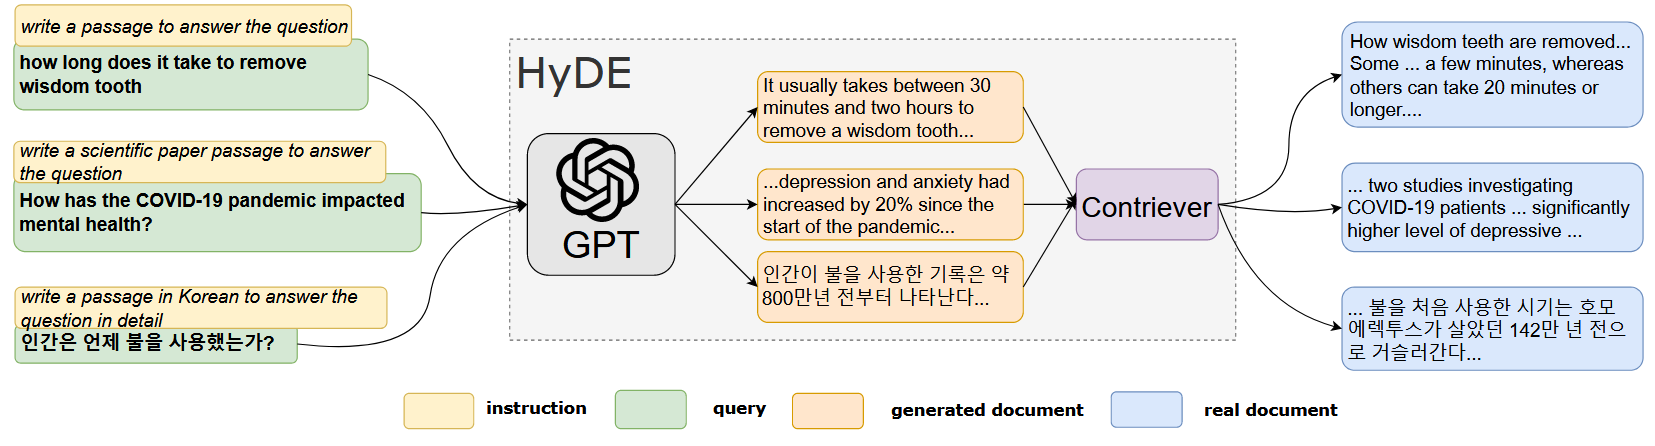 write a passage to answer the question
how long does it take to remove
wisdom tooth
write a scientific paper passage to answer
the question
How has the COVID-19 pandemic impacted
mental health?
write a passage in Korean to answer the
question in detail
인간은 언제 불을 사용했는가?
HyDE
GPT
It usually takes between 30
minutes and two hours to
remove a wisdom tooth...
...depression and anxiety had
increased by 20% since the
start of the pandemic...
인간이 불을 사용한 기록은 약
800만년 전부터 나타난다...
Contriever
How wisdom teeth are removed...
Some ... a few minutes, whereas
others can take 20 minutes or
longer....
... two studies investigating
COVID-19 patients ... significantly
higher level of depressive ...
... 불을 처음 사용한 시기는 호모
에렉투스가 살았던 142만 년 전으
로 거슬러간다...
instruction
query
generated document
real document